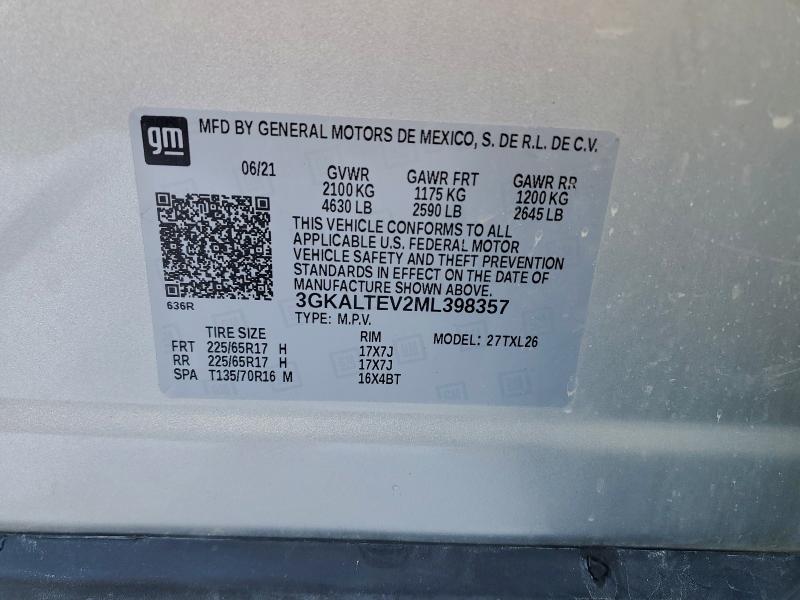 gm MFD BY GENERAL MOTORS DE MEXICO, S. DE R.L. DE C.V.
06/21 GVWR GAWR FRT GAWR RR
2100 KG 1175 KG 1200 KG
4630 LB 2590 LB 2645 LB
THIS VEHICLE CONFORMS TO ALL
APPLICABLE U.S. FEDERAL MOTOR
VEHICLE SAFETY AND THEFT PREVENTION
STANDARDS IN EFFECT ON THE DATE OF
MANUFACTURE SHOWN ABOVE.
636R 3GKALTEV2ML398357
TYPE: M.P.V.
TIRE SIZE RIM MODEL: 27TXL26
FRT 225/65R17 H 17X7J
RR 225/65R17 H 17X7J
SPA T135/70R16 M 16X4BT